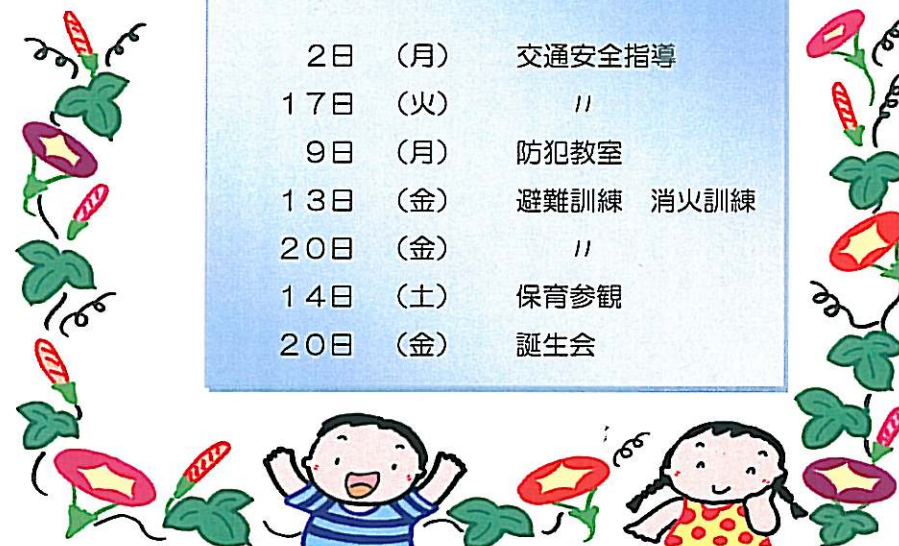 2日 （月） 交通安全指導
17日 （火） 〃
9日 （月） 防犯教室
13日 （金） 避難訓練 消火訓練
20日 （金） 〃
14日 （土） 保育参観
20日 （金） 誕生会